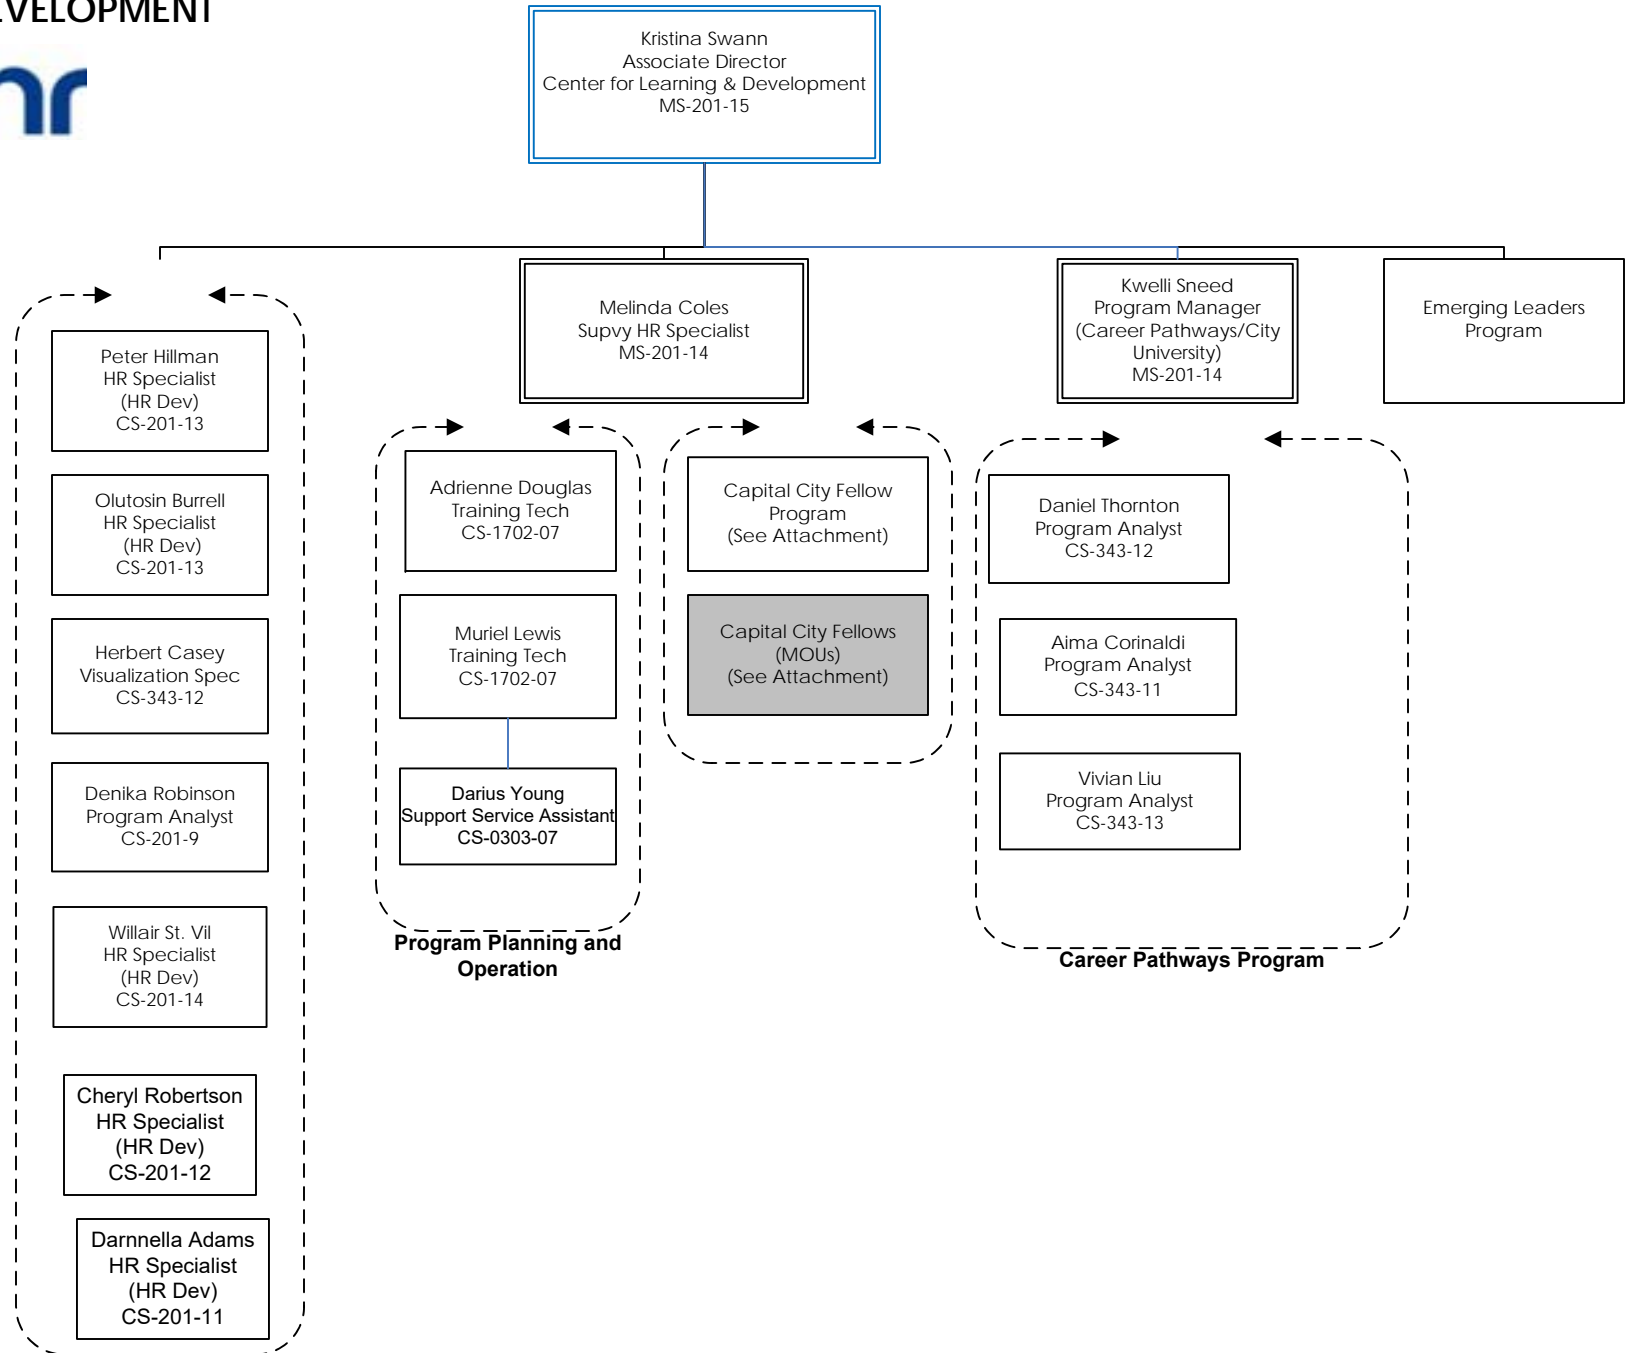 Kristina Swann
Associate Director
Center for Learning & Development
MS-201-15
Melinda Coles
Supvy HR Specialist
MS-201-14
Kwelli Sneed
Program Manager
(Career Pathways/City
University)
MS-201-14
Emerging Leaders
Program
Peter Hillman
HR Specialist
(HR Dev)
CS-201-13
Olutosin Burrell
HR Specialist
(HR Dev)
CS-201-13
Herbert Casey
Visualization Spec
CS-343-12
Denika Robinson
Program Analyst
CS-201-9
Willair St. Vil
HR Specialist
(HR Dev)
CS-201-14
Cheryl Robertson
HR Specialist
(HR Dev)
CS-201-12
Darnnella Adams
HR Specialist
(HR Dev)
CS-201-11
Adrienne Douglas
Training Tech
CS-1702-07
Muriel Lewis
Training Tech
CS-1702-07
Darius Young
Support Service Assistant
CS-0303-07
Program Planning and
Operation
Capital City Fellow
Program
(See Attachment)
Capital City Fellows
(MOUs)
(See Attachment)
Daniel Thornton
Program Analyst
CS-343-12
Aima Corinaldi
Program Analyst
CS-343-11
Vivian Liu
Program Analyst
CS-343-13
Career Pathways Program